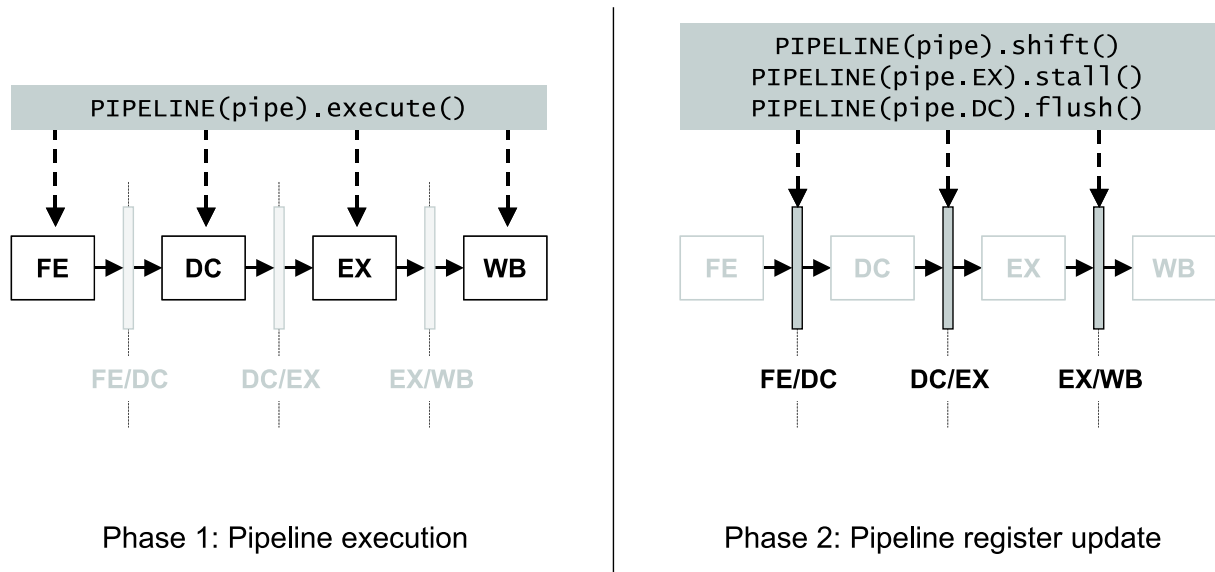 PIPELINE(pipe).execute()
FE
DC
EX
WB
FE/DC
DC/EX
EX/WB
Phase 1: Pipeline execution
PIPELINE(pipe).shift()
PIPELINE(pipe.EX).stall()
PIPELINE(pipe.DC).flush()
FE
DC
EX
WB
FE/DC
DC/EX
EX/WB
Phase 2: Pipeline register update